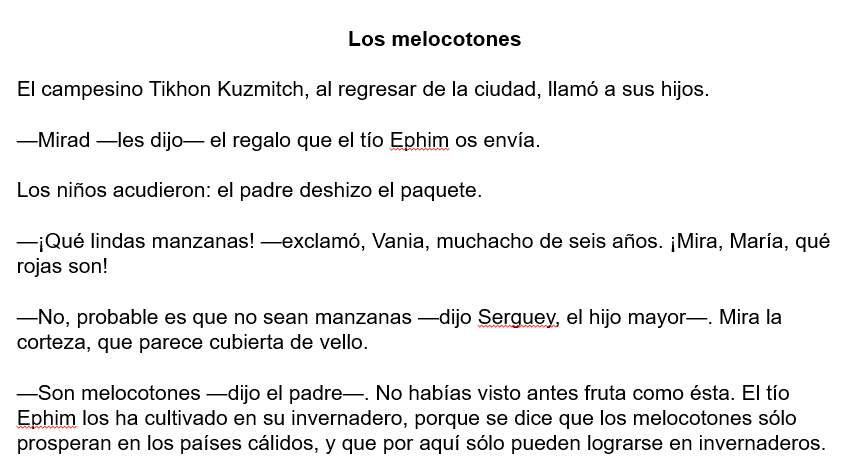 Los melocotones
El campesino Tikhon Kuzmitch, al regresar de la ciudad, llamó a sus hijos.
—Mirad —les dijo— el regalo que el tío Ephim os envía.
Los niños acudieron: el padre deshizo el paquete.
—¡Qué lindas manzanas! —exclamó, Vania, muchacho de seis años. ¡Mira, María, qué
rojas son!
—No, probable es que no sean manzanas —dijo Serguey, el hijo mayor—. Mira la
corteza, que parece cubierta de vello.
—Son melocotones —dijo el padre—. No habías visto antes fruta como ésta. El tío
Ephim los ha cultivado en su invernadero, porque se dice que los melocotones sólo
prosperan en los países cálidos, y que por aquí sólo pueden lograrse en invernaderos.